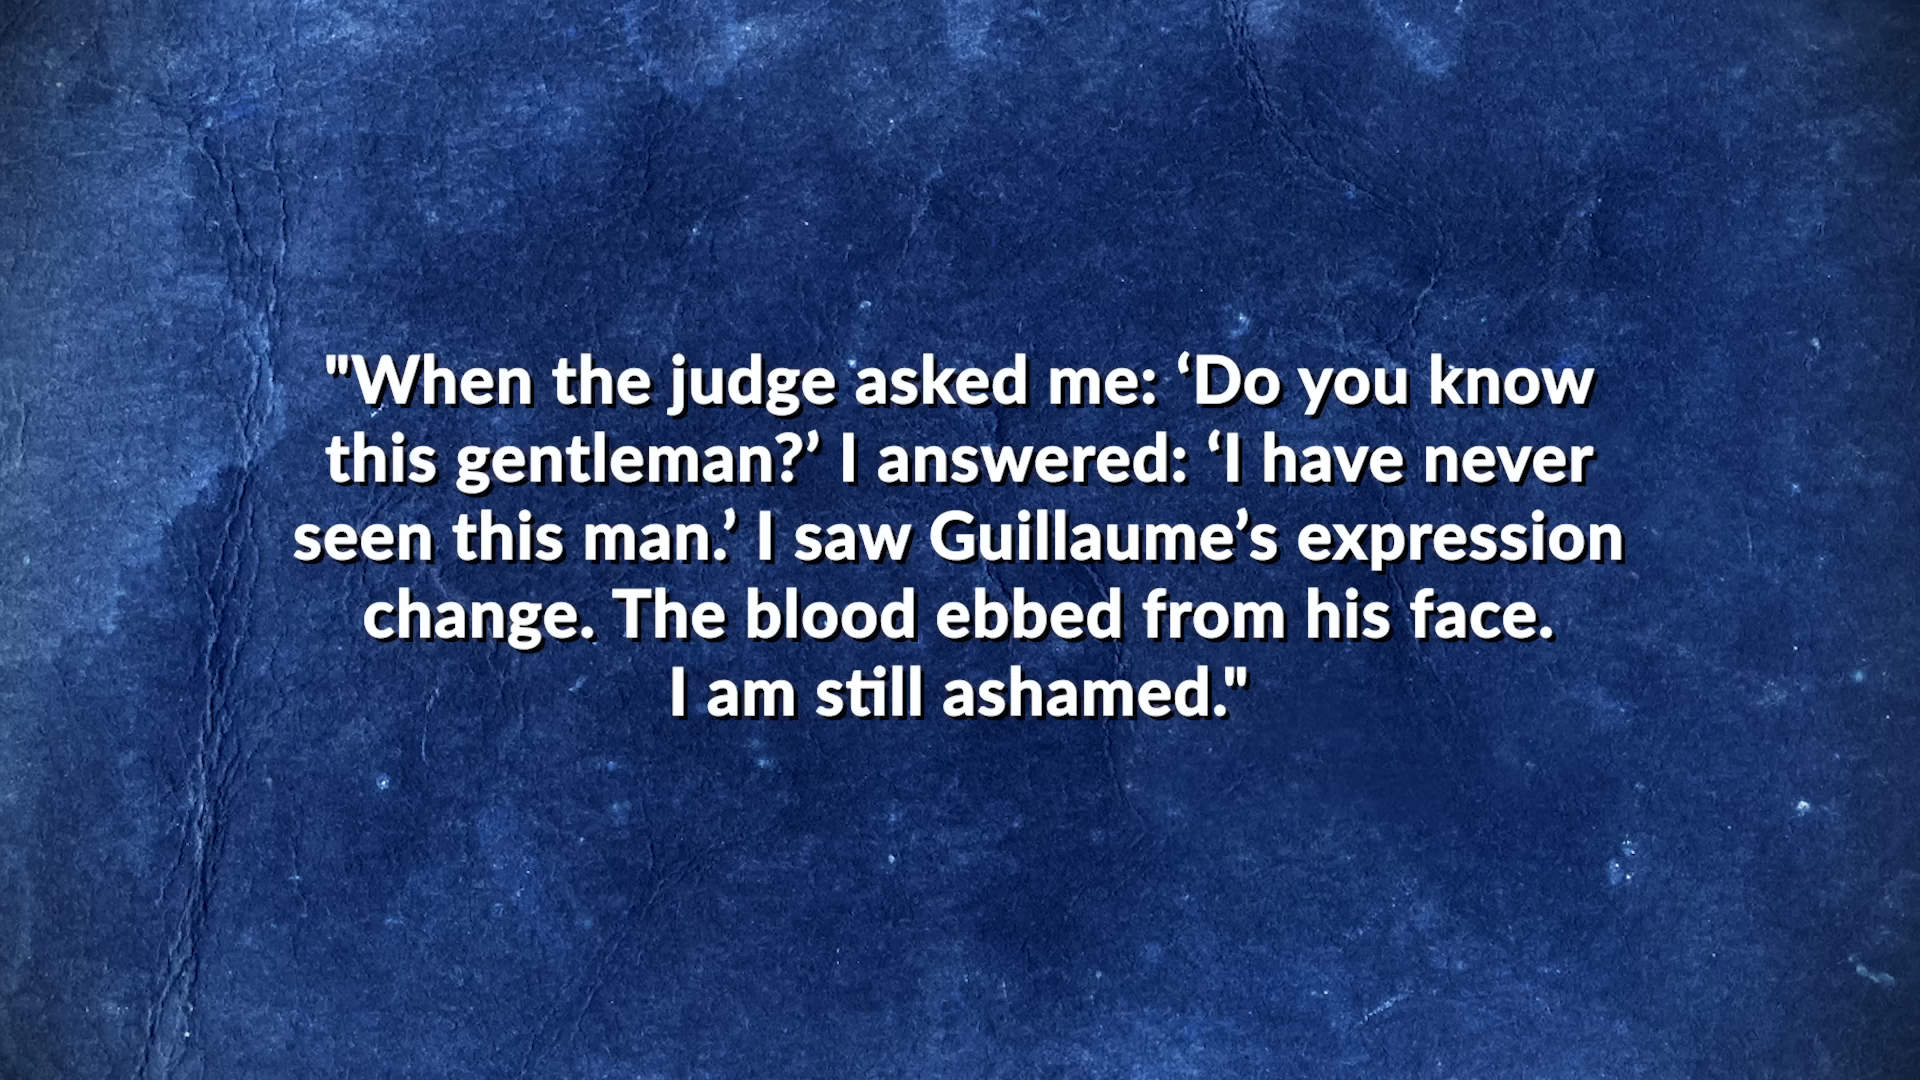 "When the judge asked me: ‘Do you know
this gentleman?’ I answered: ‘I have never
seen this man.’ I saw Guillaume’s expression
change. The blood ebbed from his face.
I am still ashamed."